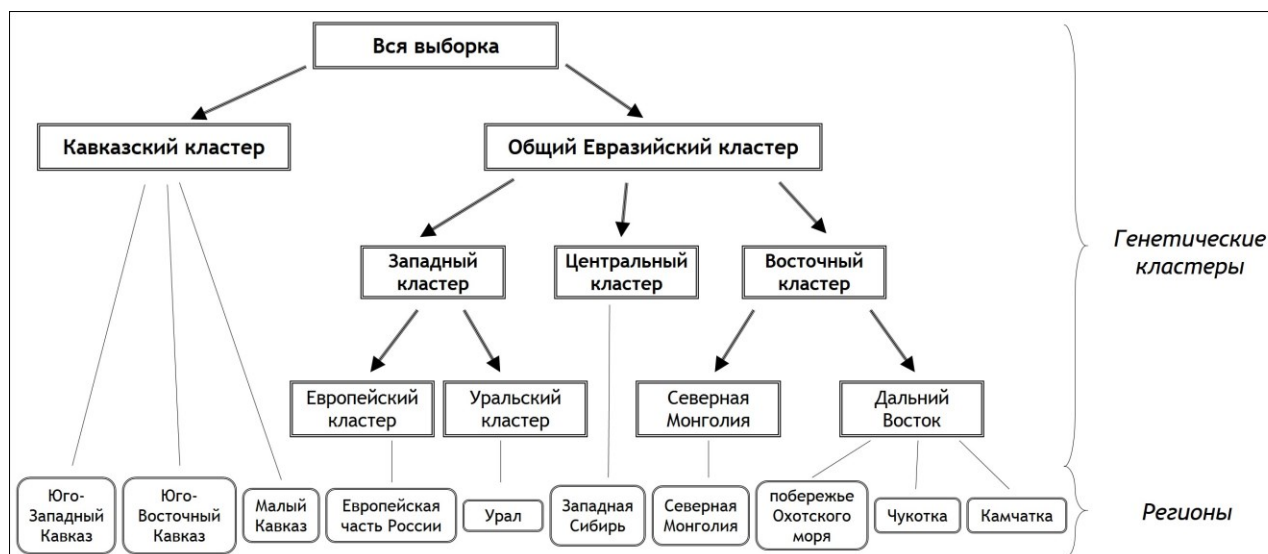 Вся выборка
Кавказский кластер
Общий Евразийский кластер
Западный
кластер
Центральный
кластер
Восточный
кластер
Генетические
кластеры
Европейский
кластер
Уральский
кластер
Северная
Монголия
Дальний
Восток
Юго-
Западный
Кавказ
Юго-
Восточный
Кавказ
Малый
Кавказ
Европейская
часть России
Урал
Западная
Сибирь
Северная
Монголия
побережье
Охотского
моря
Чукотка
Камчатка
Регионы